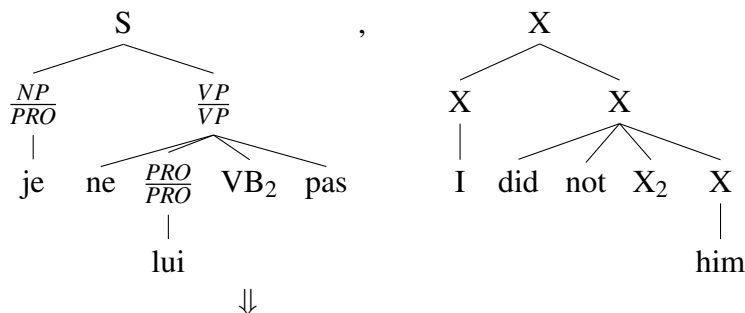 S , X
NP/PRO VP/VP X X
je ne PRO/PRO VB₂ pas I did not X₂ X
lui him
⇓